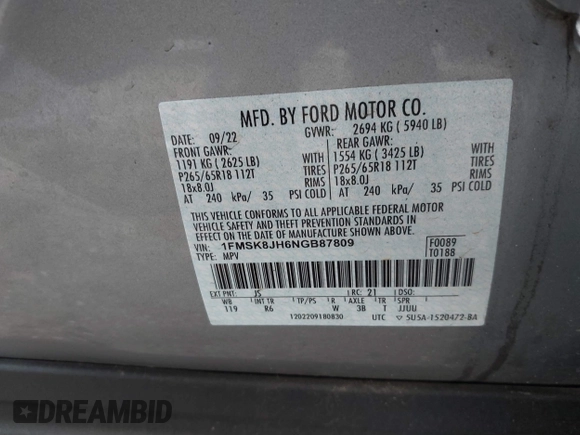 MFD. BY FORD MOTOR CO.
DATE: 09/22 GVWR: 2694 KG ( 5940 LB)
FRONT GAWR: REAR GAWR:
1191 KG ( 2625 LB) WITH 1554 KG ( 3425 LB) WITH
P265/65R18 112T TIRES P265/65R18 112T TIRES
18x8.0J RIMS 18x8.0J RIMS
AT 240 kPa/ 35 PSI COLD AT 240 kPa/ 35 PSI COLD
THIS VEHICLE CONFORMS TO ALL APPLICABLE FEDERAL MOTOR
VEHICLE SAFETY AND THEFT PREVENTION STANDARDS IN
EFFECT ON THE DATE OF MANUFACTURE SHOWN ABOVE.
VIN: 1FMSK8JH6NGB87809 F0089
TYPE: MPV T0188
EXT PNT: JS RC: 21 DSO:
WB INT TR TP/PS R AXLE TR SPR
119 R6 W 3B T JJUU
1202209180830 UTC ▽ 5U5A-1520472-BA
DREAMBID